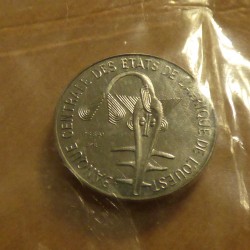 BANQUE CENTRALE DES ETATS DE L'AFRIQUE DE L'OUEST